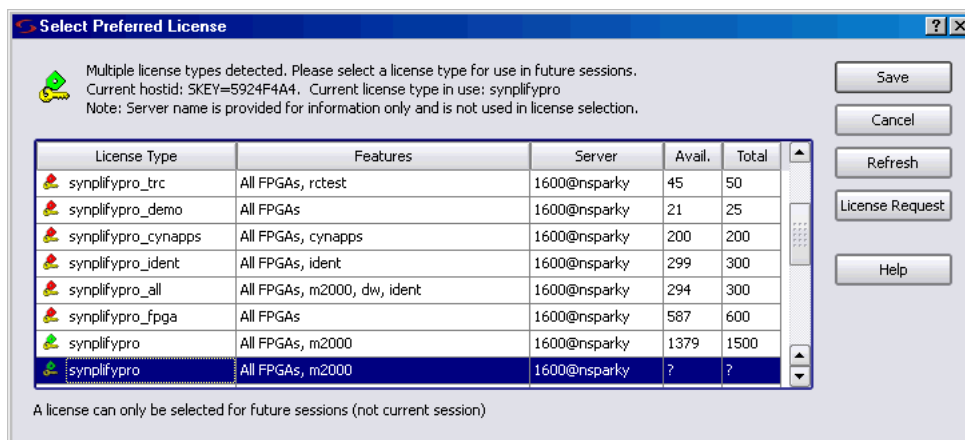 Select Preferred License
Multiple license types detected. Please select a license type for use in future sessions.
Current hostid: SKEY=5924F4A4.  Current license type in use: synplifypro
Note: Server name is provided for information only and is not used in license selection.
Save
Cancel
Refresh
License Request
Help
License Type Features Server Avail. Total
synplifypro_trc All FPGAs, rctest 1600@nsparky 45 50
synplifypro_demo All FPGAs 1600@nsparky 21 25
synplifypro_cynapps All FPGAs, cynapps 1600@nsparky 200 200
synplifypro_ident All FPGAs, ident 1600@nsparky 299 300
synplifypro_all All FPGAs, m2000, dw, ident 1600@nsparky 294 300
synplifypro_fpga All FPGAs 1600@nsparky 587 600
synplifypro All FPGAs, m2000 1600@nsparky 1379 1500
synplifypro All FPGAs, m2000 1600@nsparky ? ?
A license can only be selected for future sessions (not current session)